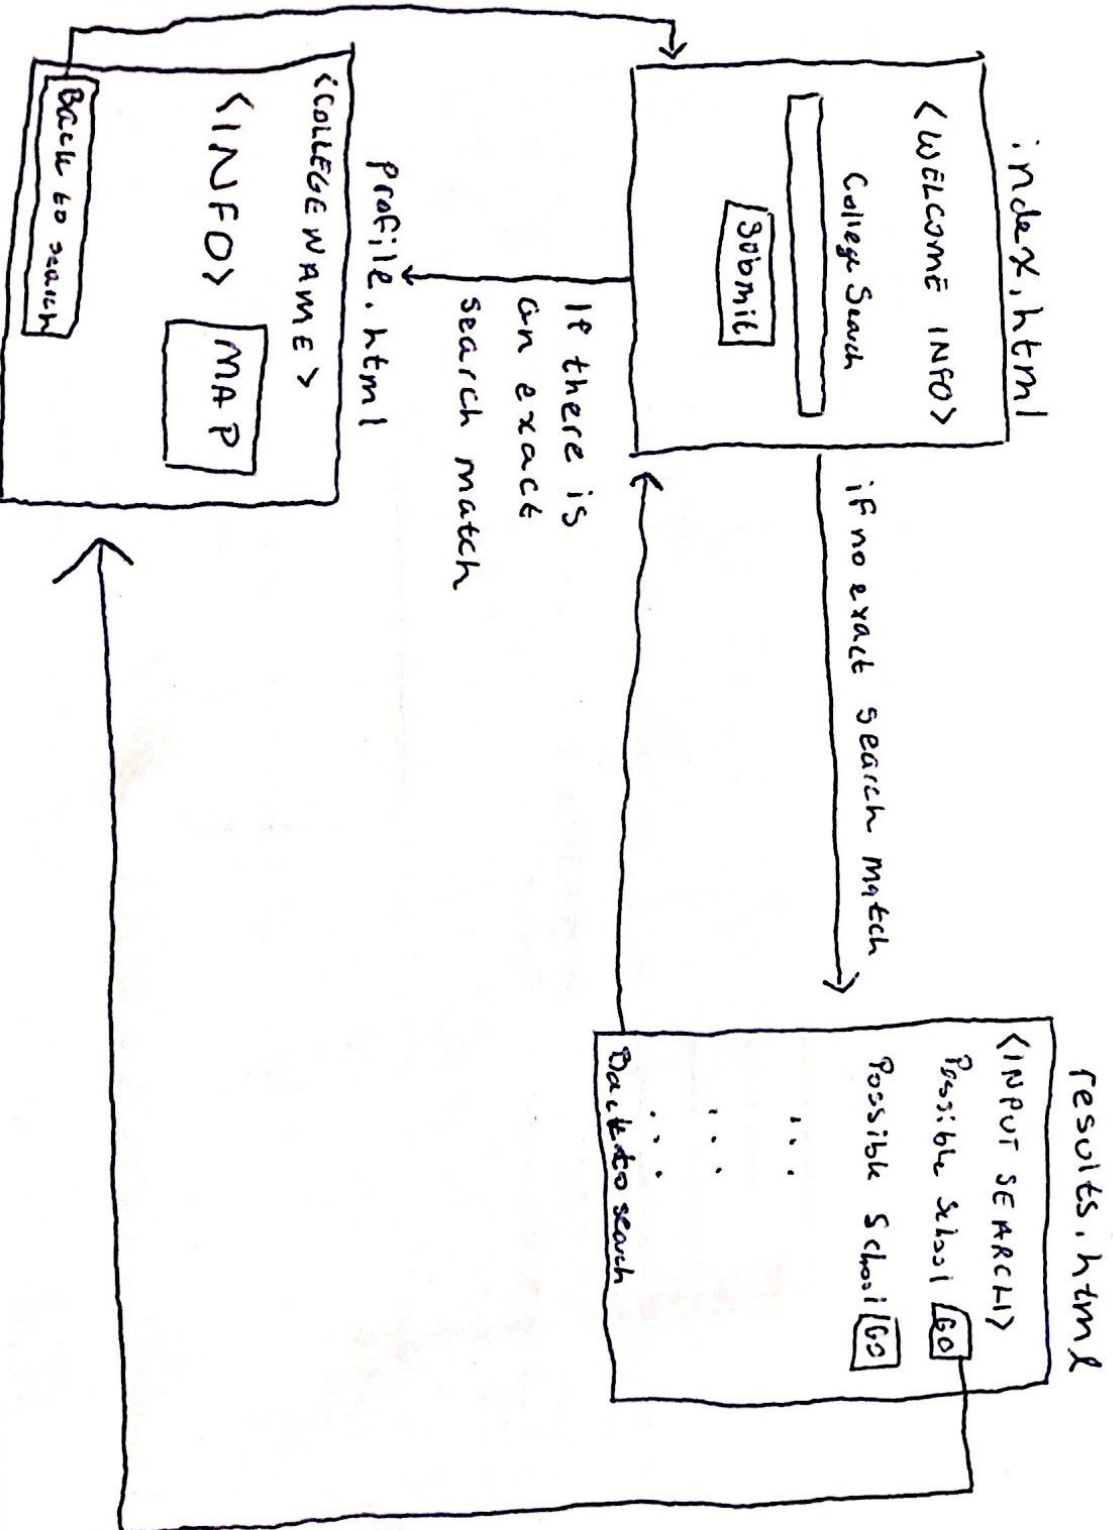 index.html
<WELCOME INFO>
College Search
Submit
if no exact search match
results.html
<INPUT SEARCH>
Possible School GO
Possible School GO
Back to search
If there is
an exact
search match
profile.html
<COLLEGE NAME>
<INFO>
MAP
Back to search